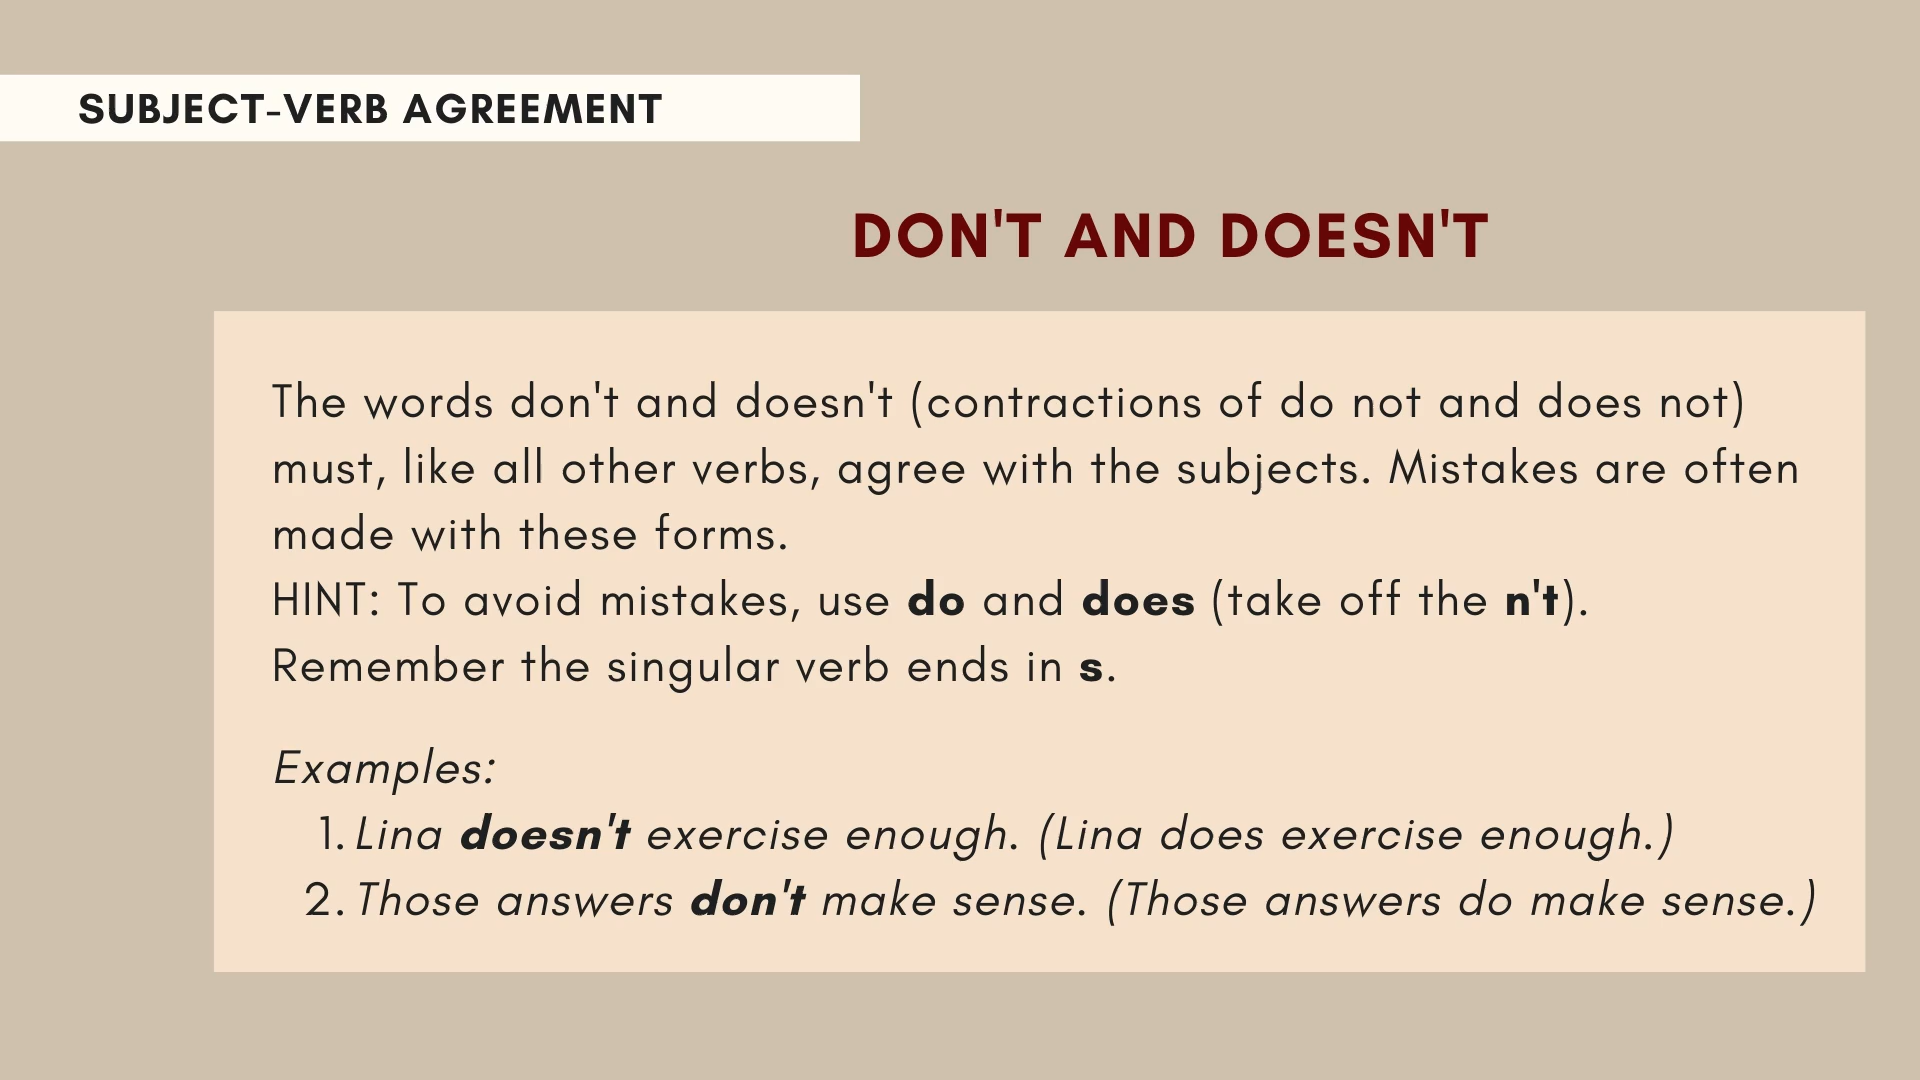 SUBJECT-VERB AGREEMENT
DON'T AND DOESN'T
The words don't and doesn't (contractions of do not and does not)
must, like all other verbs, agree with the subjects. Mistakes are often
made with these forms.
HINT: To avoid mistakes, use do and does (take off the n't).
Remember the singular verb ends in s.
Examples:
1. Lina doesn't exercise enough. (Lina does exercise enough.)
2. Those answers don't make sense. (Those answers do make sense.)